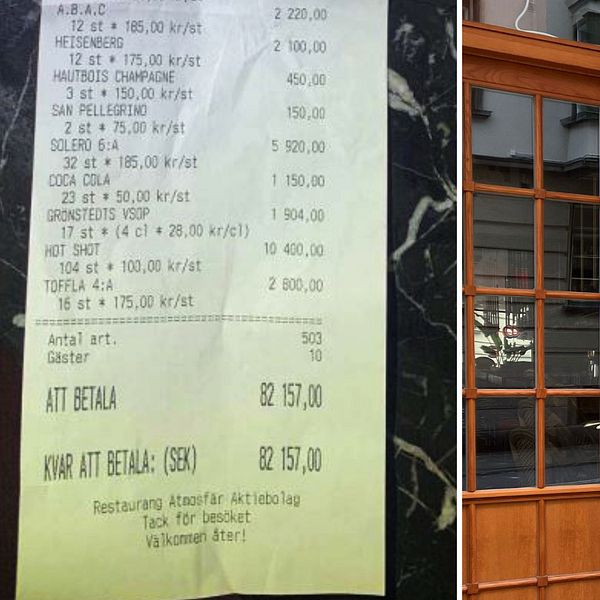 A.B.A.C 2 220,00
12 st * 185,00 kr/st
HEISENBERG 2 100,00
12 st * 175,00 kr/st
HAUTBOIS CHAMPAGNE 450,00
3 st * 150,00 kr/st
SAN PELLEGRINO 150,00
2 st * 75,00 kr/st
SOLERO 6:A 5 920,00
32 st * 185,00 kr/st
COCA COLA 1 150,00
23 st * 50,00 kr/st
GRÖNSTEDTS VSOP 1 904,00
17 st * (4 cl * 28,00 kr/cl)
HOT SHOT 10 400,00
104 st * 100,00 kr/st
TOFFLA 4:A 2 800,00
16 st * 175,00 kr/st
Antal art. 503
Gäster 10
ATT BETALA 82 157,00
KVAR ATT BETALA: (SEK) 82 157,00
Restaurang Atmosfär Aktiebolag
Tack för besöket
Välkommen åter!